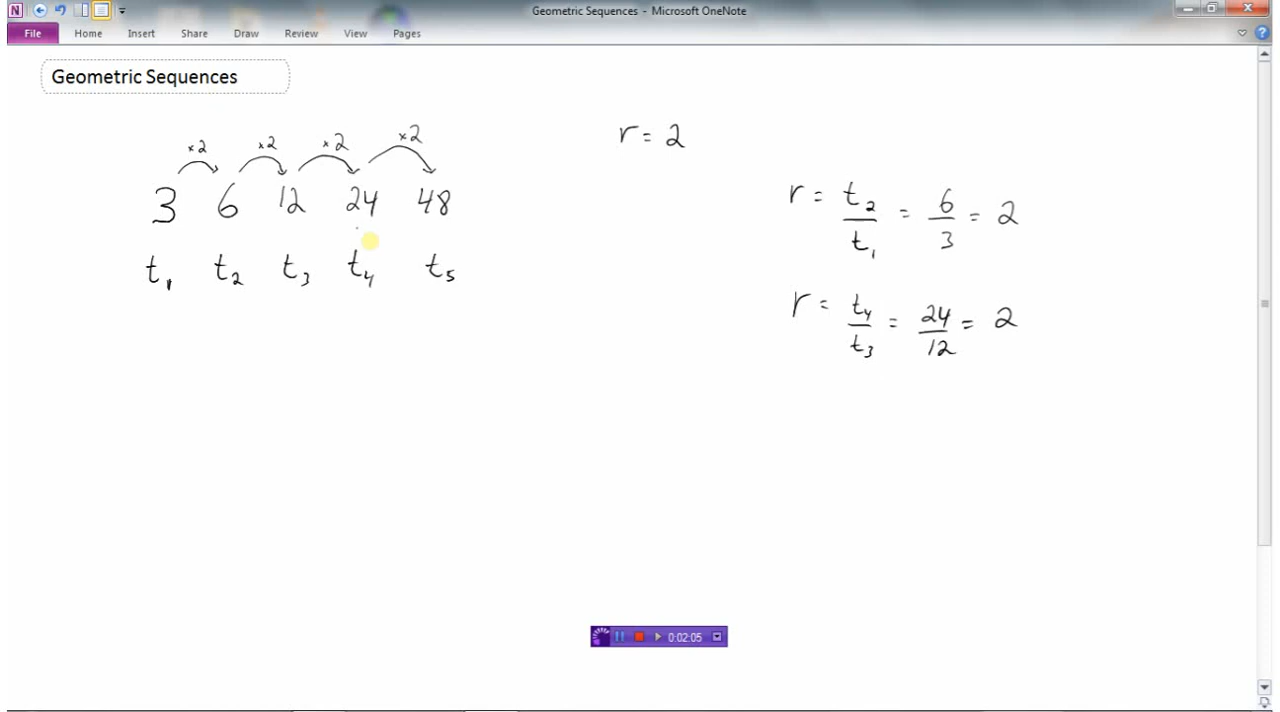 Geometric Sequences - Microsoft OneNote
File Home Insert Share Draw Review View Pages
Geometric Sequences
×2 ×2 ×2 ×2
3 6 12 24 48
t₁ t₂ t₃ t₄ t₅
r = 2
r = t₂/t₁ = 6/3 = 2
r = t₄/t₃ = 24/12 = 2
0:02:05